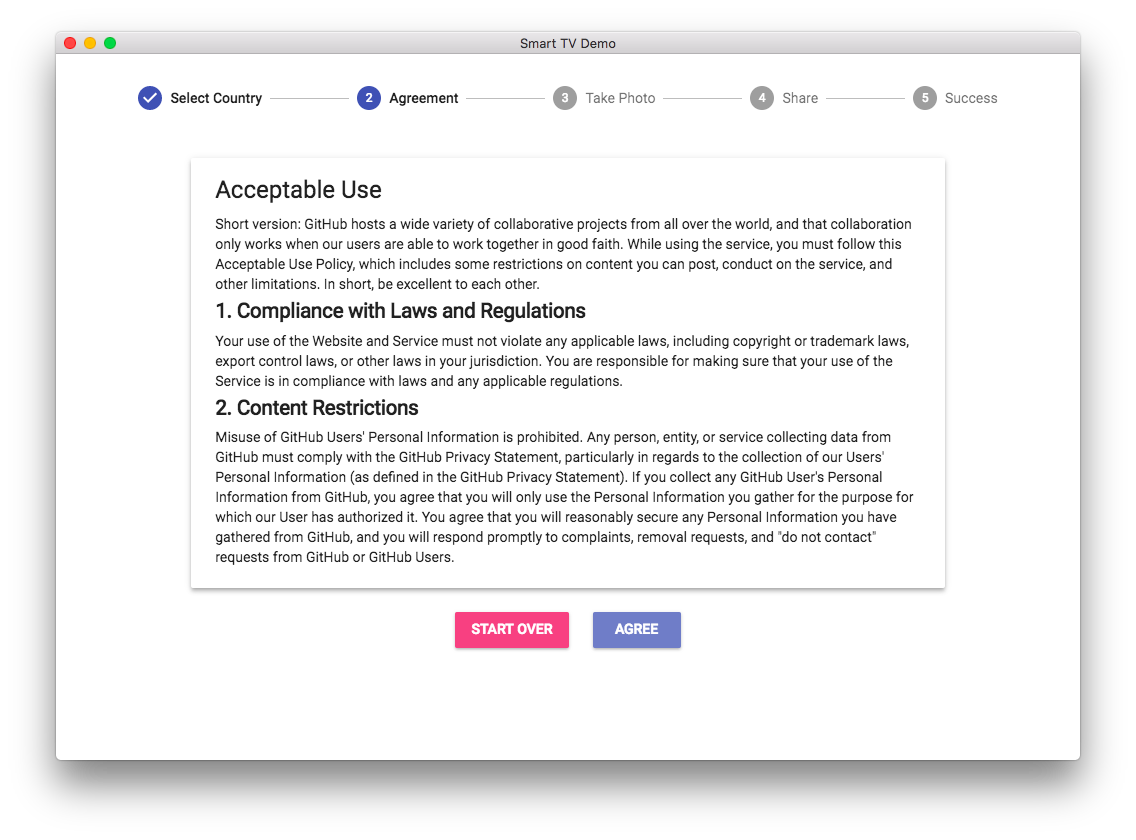 Smart TV Demo
Select Country
2 Agreement
3 Take Photo
4 Share
5 Success
Acceptable Use
Short version: GitHub hosts a wide variety of collaborative projects from all over the world, and that collaboration
only works when our users are able to work together in good faith. While using the service, you must follow this
Acceptable Use Policy, which includes some restrictions on content you can post, conduct on the service, and
other limitations. In short, be excellent to each other.
1. Compliance with Laws and Regulations
Your use of the Website and Service must not violate any applicable laws, including copyright or trademark laws,
export control laws, or other laws in your jurisdiction. You are responsible for making sure that your use of the
Service is in compliance with laws and any applicable regulations.
2. Content Restrictions
Misuse of GitHub Users' Personal Information is prohibited. Any person, entity, or service collecting data from
GitHub must comply with the GitHub Privacy Statement, particularly in regards to the collection of our Users'
Personal Information (as defined in the GitHub Privacy Statement). If you collect any GitHub User's Personal
Information from GitHub, you agree that you will only use the Personal Information you gather for the purpose for
which our User has authorized it. You agree that you will reasonably secure any Personal Information you have
gathered from GitHub, and you will respond promptly to complaints, removal requests, and "do not contact"
requests from GitHub or GitHub Users.
START OVER
AGREE